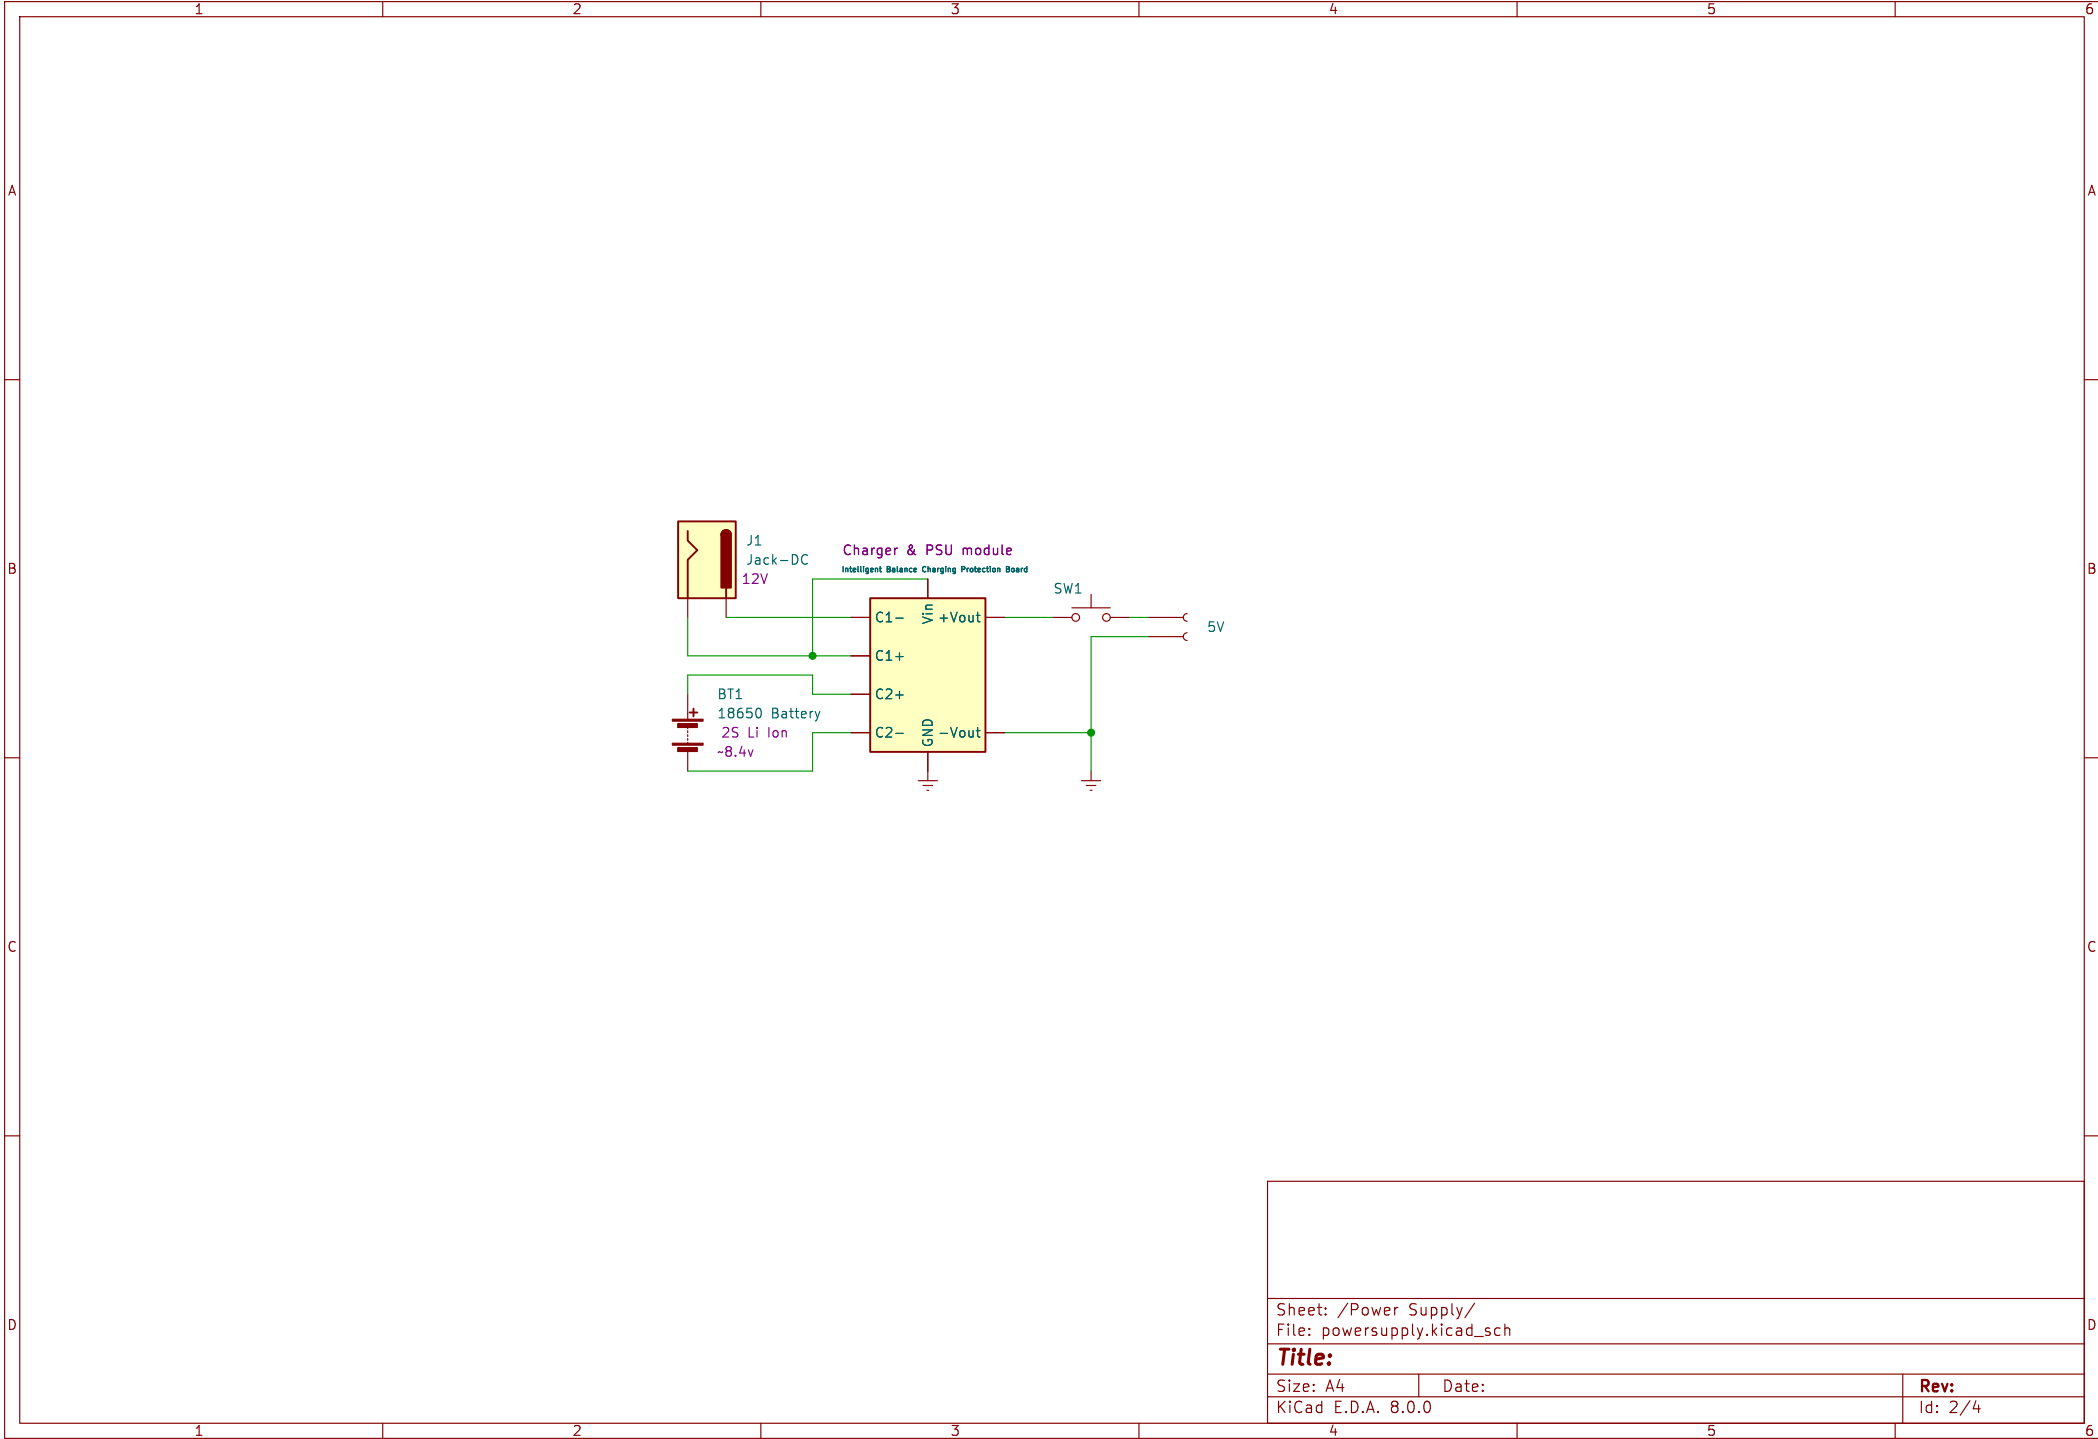 1 2 3 4 5 6
A A
J1
Jack-DC
12V
Charger & PSU module
Intelligent Balance Charging Protection Board
B B
SW1
C1- Vin +Vout
5V
C1+
C2+
BT1
18650 Battery
2S Li Ion
~8.4v
C2- GND -Vout
C C
Sheet: /Power Supply/
File: powersupply.kicad_sch
D D
Title:
Size: A4 Date: Rev:
KiCad E.D.A. 8.0.0 Id: 2/4
1 2 3 4 5 6